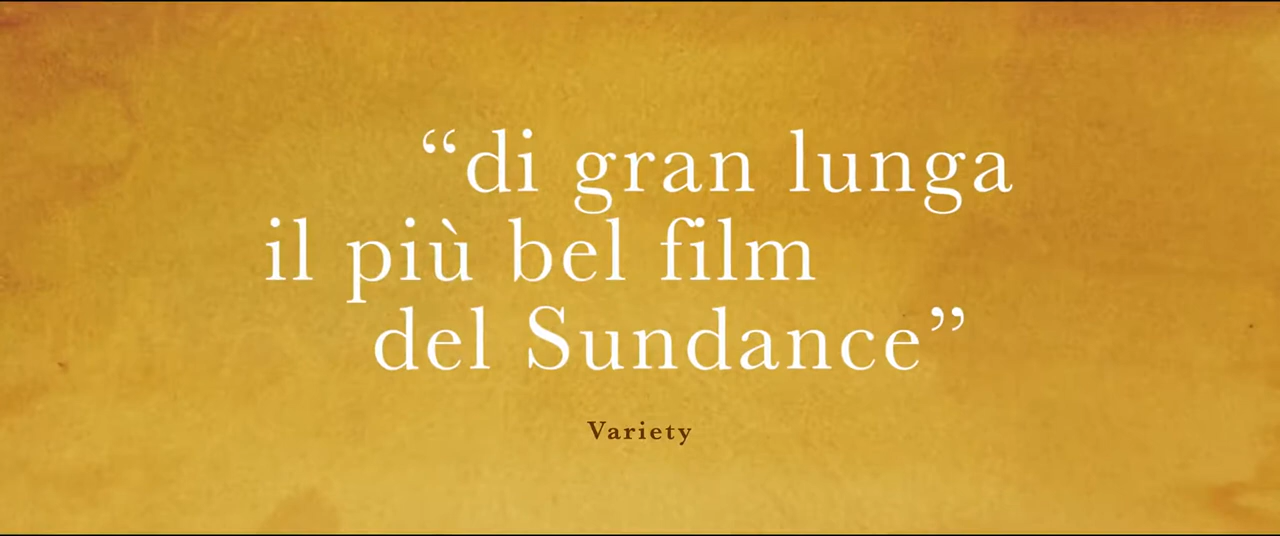 “di gran lunga
il più bel film
del Sundance”
Variety